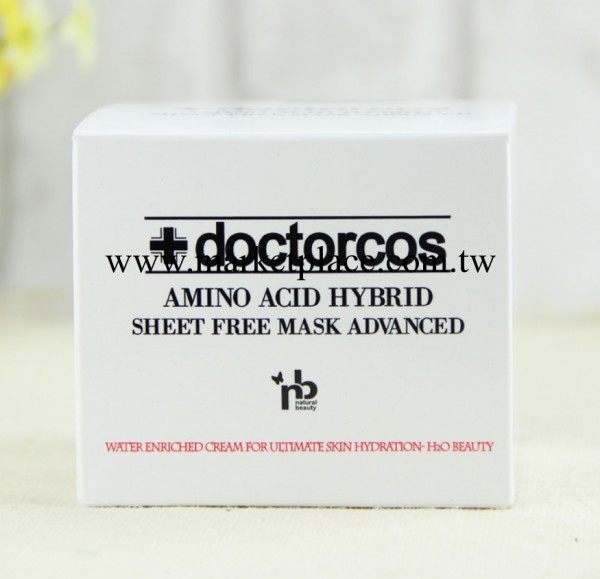 doctorcos
www.marketplace.com.tw
AMINO ACID HYBRID
SHEET FREE MASK ADVANCED
nb
natural
beauty
WATER ENRICHED CREAM FOR ULTIMATE SKIN HYDRATION- H2O BEAUTY